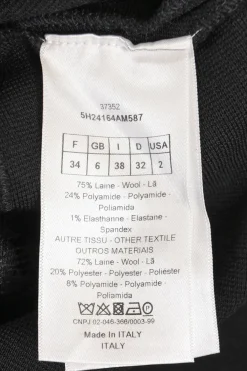 37352
5H24164AM587
F GB I D USA
34 6 38 32 2
75% Laine - Wool - Lã
24% Polyamide - Polyamide -
Poliamida
1% Elasthanne - Elastane -
Spandex
AUTRE TISSU - OTHER TEXTILE
OUTROS MATERIAIS
72% Laine - Wool - Lã
20% Polyester - Polyester - Poliéster
8% Polyamide - Polyamide
Poliamida
CNPJ 02-046-366/0003-99
Made In ITALY
ITALY